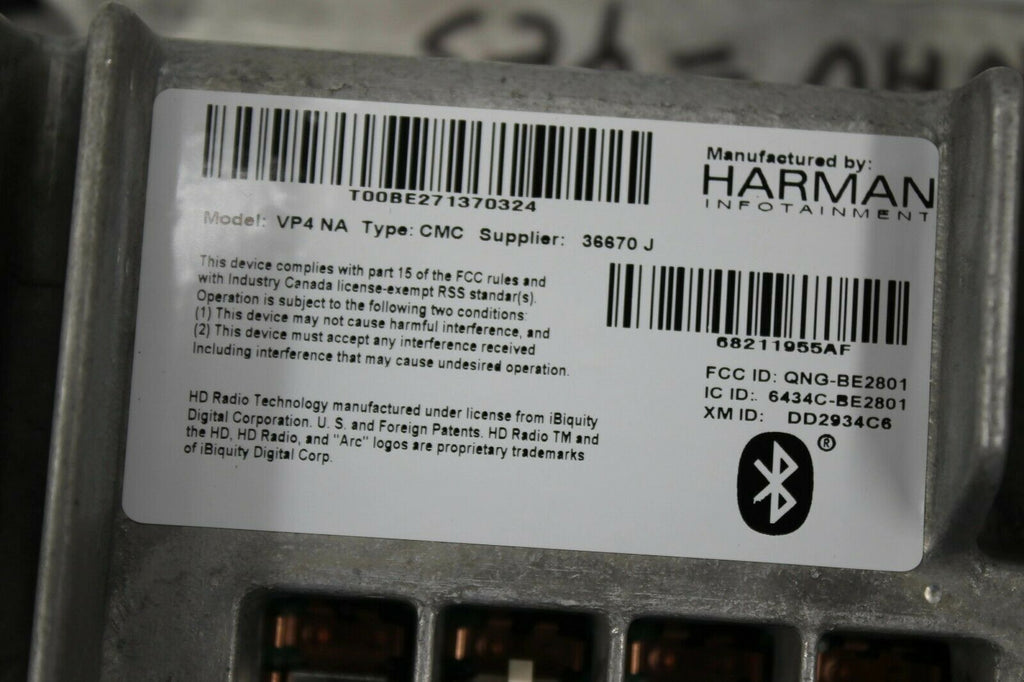 T00BE271370324
Model: VP4 NA Type: CMC Supplier: 36670 J
This device complies with part 15 of the FCC rules and
with Industry Canada license-exempt RSS standar(s).
Operation is subject to the following two conditions:
(1) This device may not cause harmful interference, and
(2) This device must accept any interference received
Including interference that may cause undesired operation.
HD Radio Technology manufactured under license from iBiquity
Digital Corporation. U. S. and Foreign Patents. HD Radio TM and
the HD, HD Radio, and "Arc" logos are proprietary trademarks
of iBiquity Digital Corp.
Manufactured by:
HARMAN
INFOTAINMENT
68211955AF
FCC ID: QNG-BE2801
IC ID:. 6434C-BE2801
XM ID: DD2934C6
®